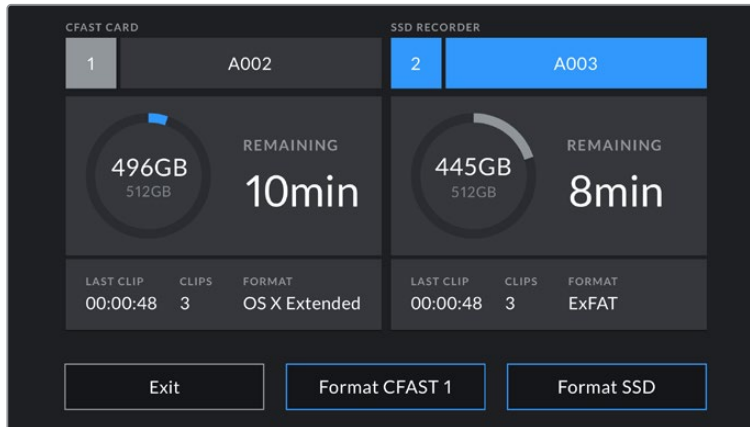 CFAST CARD
1 A002
496GB
512GB
REMAINING
10min
LAST CLIP CLIPS FORMAT
00:00:48 3 OS X Extended
SSD RECORDER
2 A003
445GB
512GB
REMAINING
8min
LAST CLIP CLIPS FORMAT
00:00:48 3 ExFAT
Exit Format CFAST 1 Format SSD